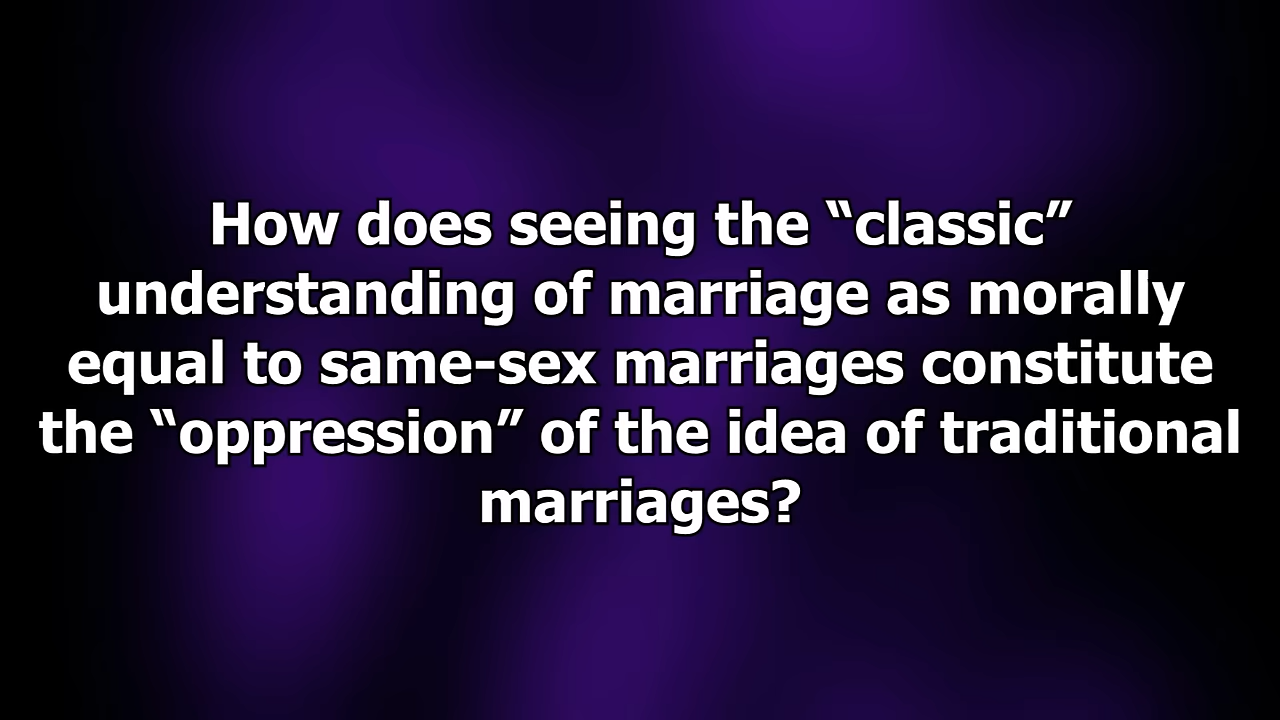 How does seeing the “classic”
understanding of marriage as morally
equal to same-sex marriages constitute
the “oppression” of the idea of traditional
marriages?